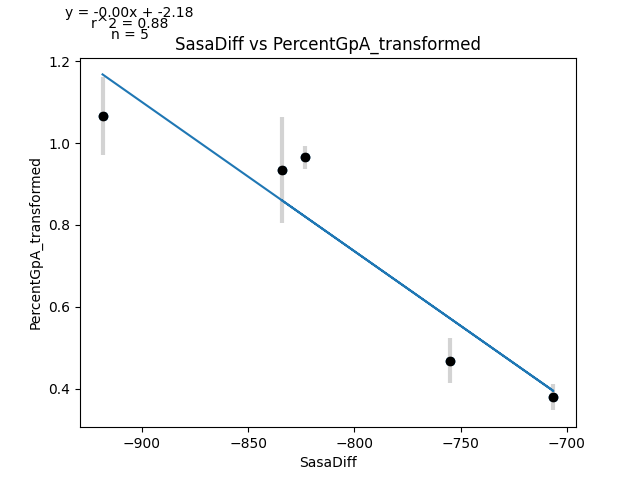 y = -0.00x + -2.18
r^2 = 0.88
n = 5
SasaDiff vs PercentGpA_transformed
1.2
1.0
0.8
0.6
0.4
PercentGpA_transformed
−900
−850
−800
−750
−700
SasaDiff